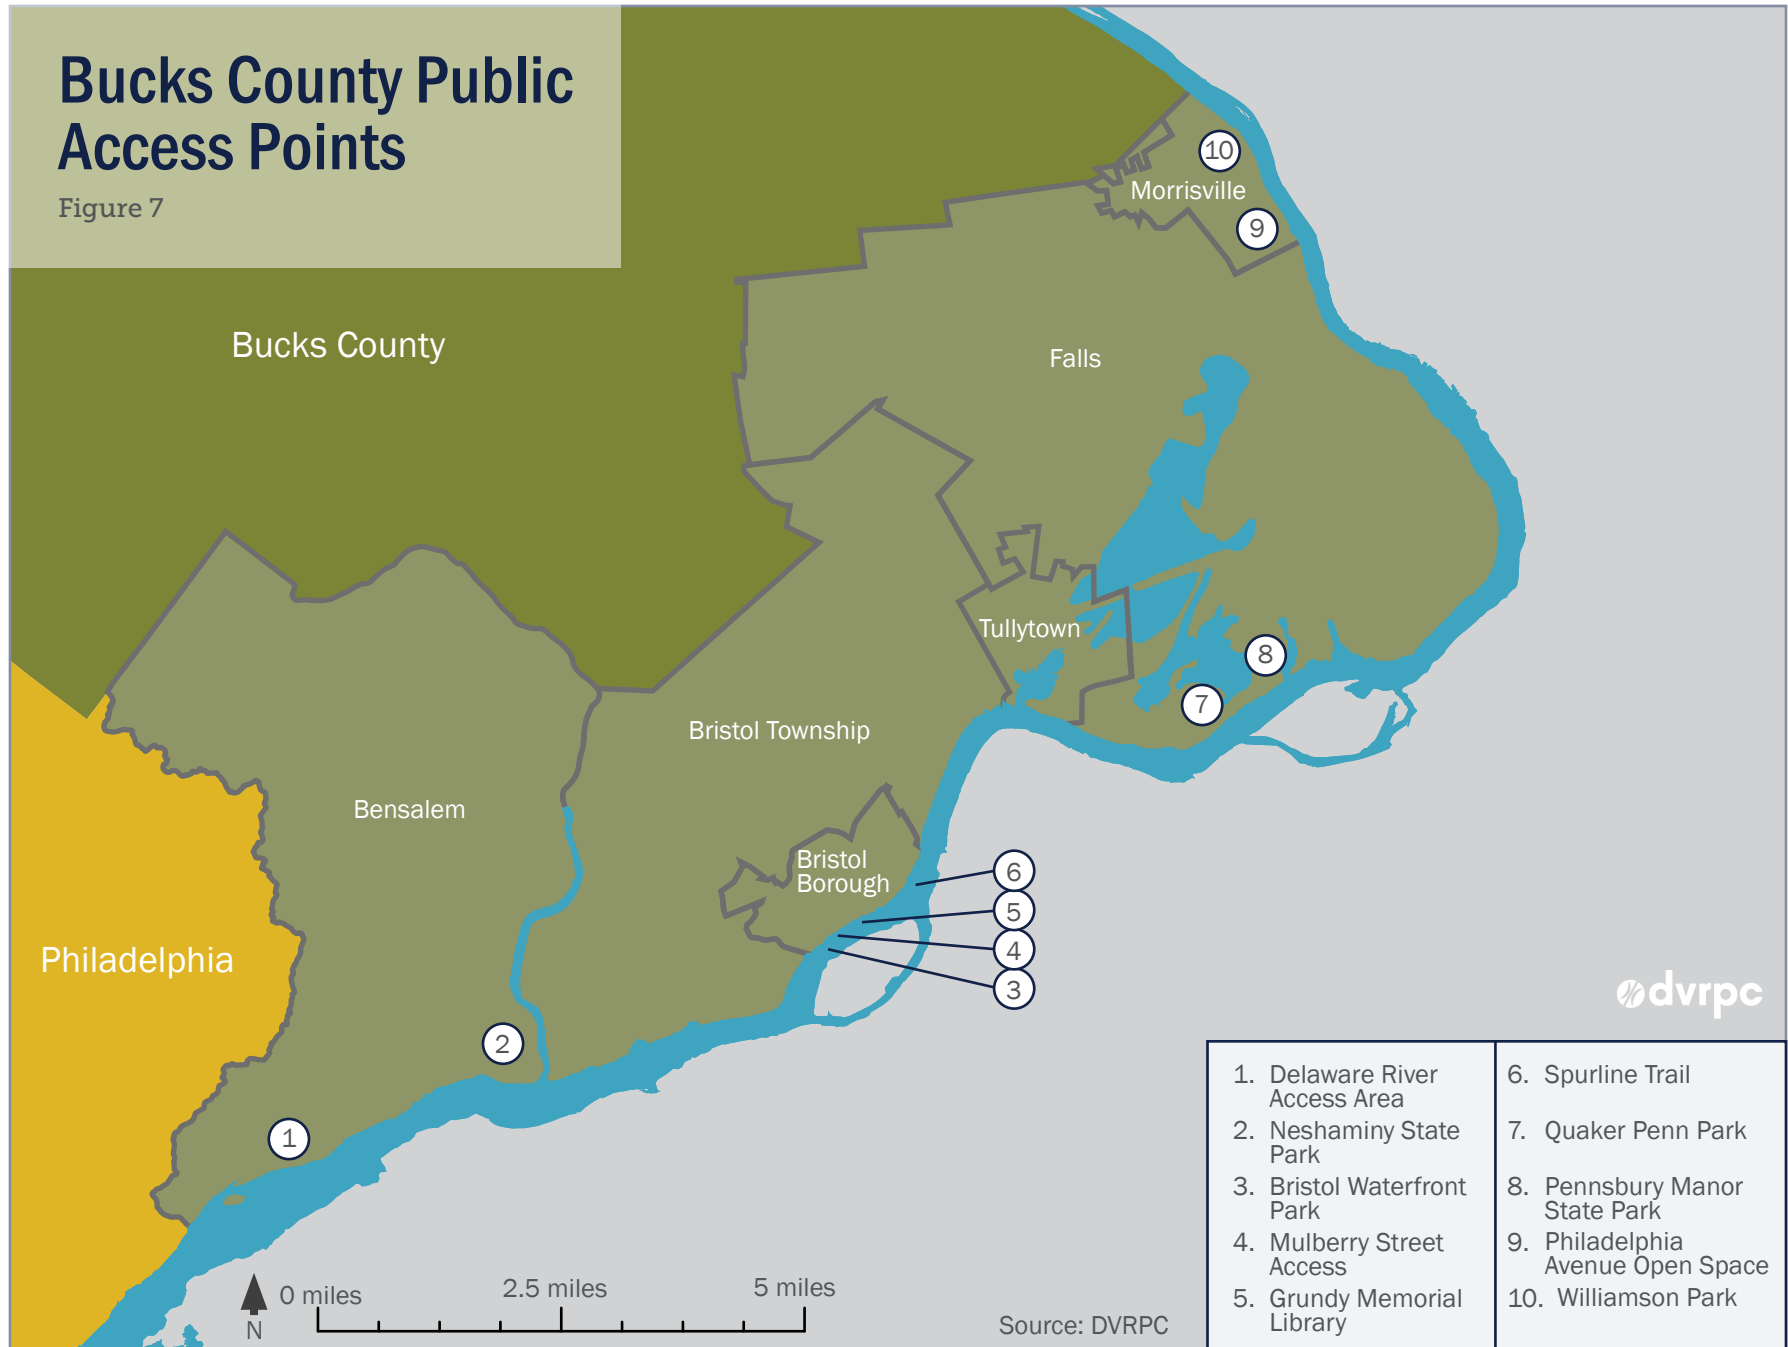 Bucks County Public
Access Points
Figure 7
10
Morrisville
9
Bucks County
Falls
Tullytown
8
7
Bristol Township
Bensalem
Bristol
Borough
6
5
4
3
Philadelphia
2
1
dvrpc
0 miles
2.5 miles
5 miles
N
Source: DVRPC
1. Delaware River
Access Area
2. Neshaminy State
Park
3. Bristol Waterfront
Park
4. Mulberry Street
Access
5. Grundy Memorial
Library
6. Spurline Trail
7. Quaker Penn Park
8. Pennsbury Manor
State Park
9. Philadelphia
Avenue Open Space
10. Williamson Park